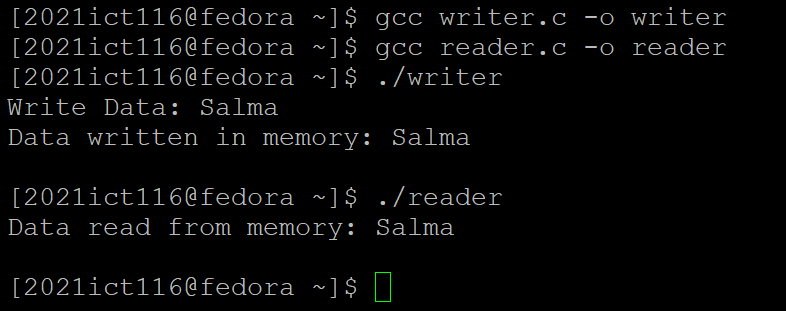 [2021ict116@fedora ~]$ gcc writer.c -o writer
[2021ict116@fedora ~]$ gcc reader.c -o reader
[2021ict116@fedora ~]$ ./writer
Write Data: Salma
Data written in memory: Salma
[2021ict116@fedora ~]$ ./reader
Data read from memory: Salma
[2021ict116@fedora ~]$